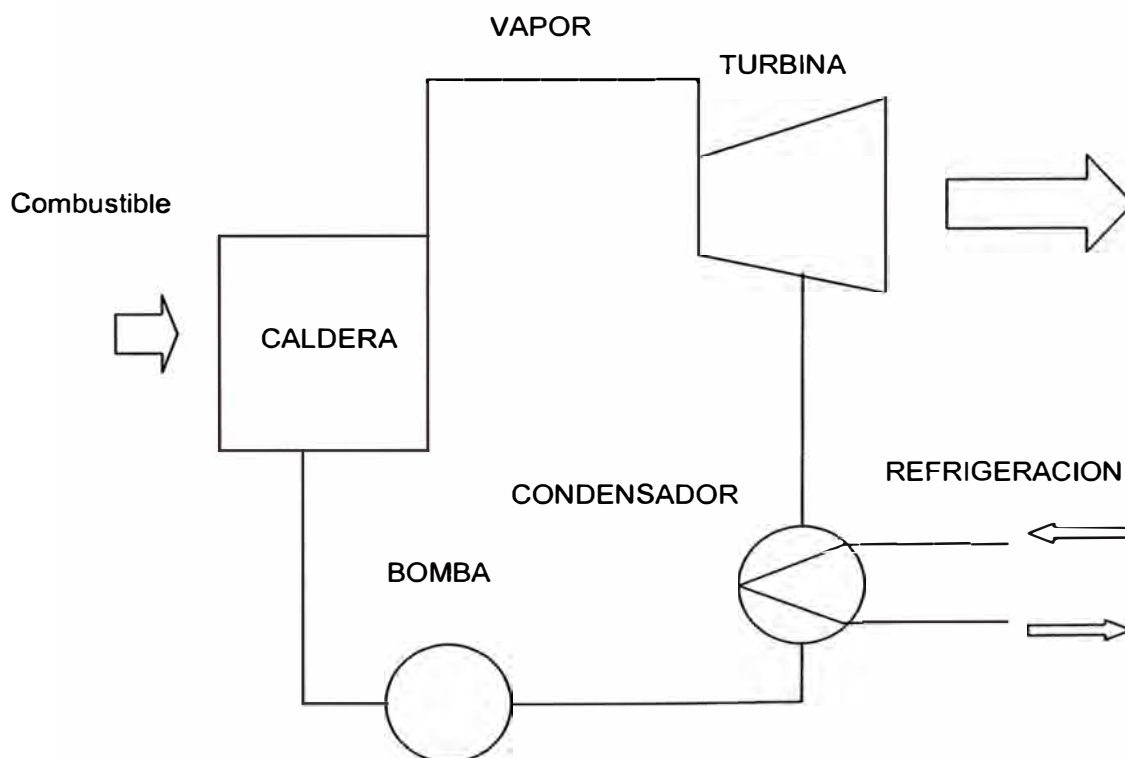 VAPOR
TURBINA
Combustible
CALDERA
REFRIGERACION
CONDENSADOR
BOMBA